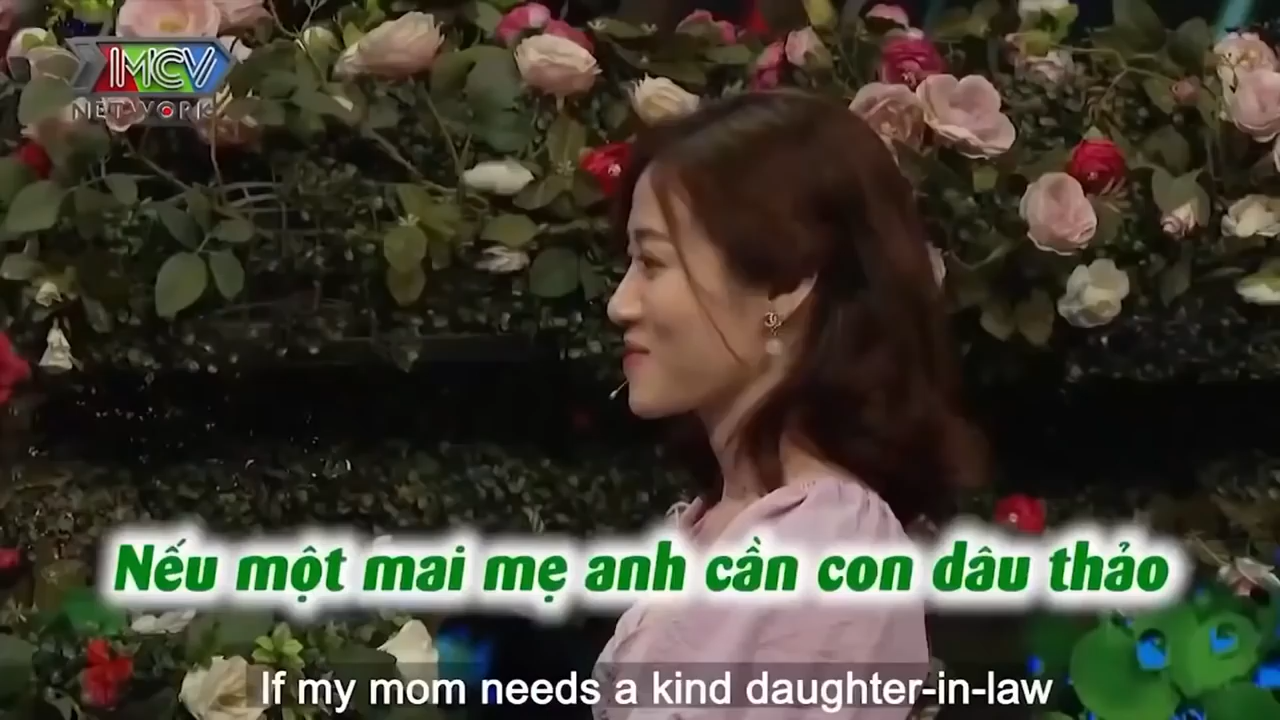 MCV
NETWORK
Nếu một mai mẹ anh cần con dâu thảo
If my mom needs a kind daughter-in-law